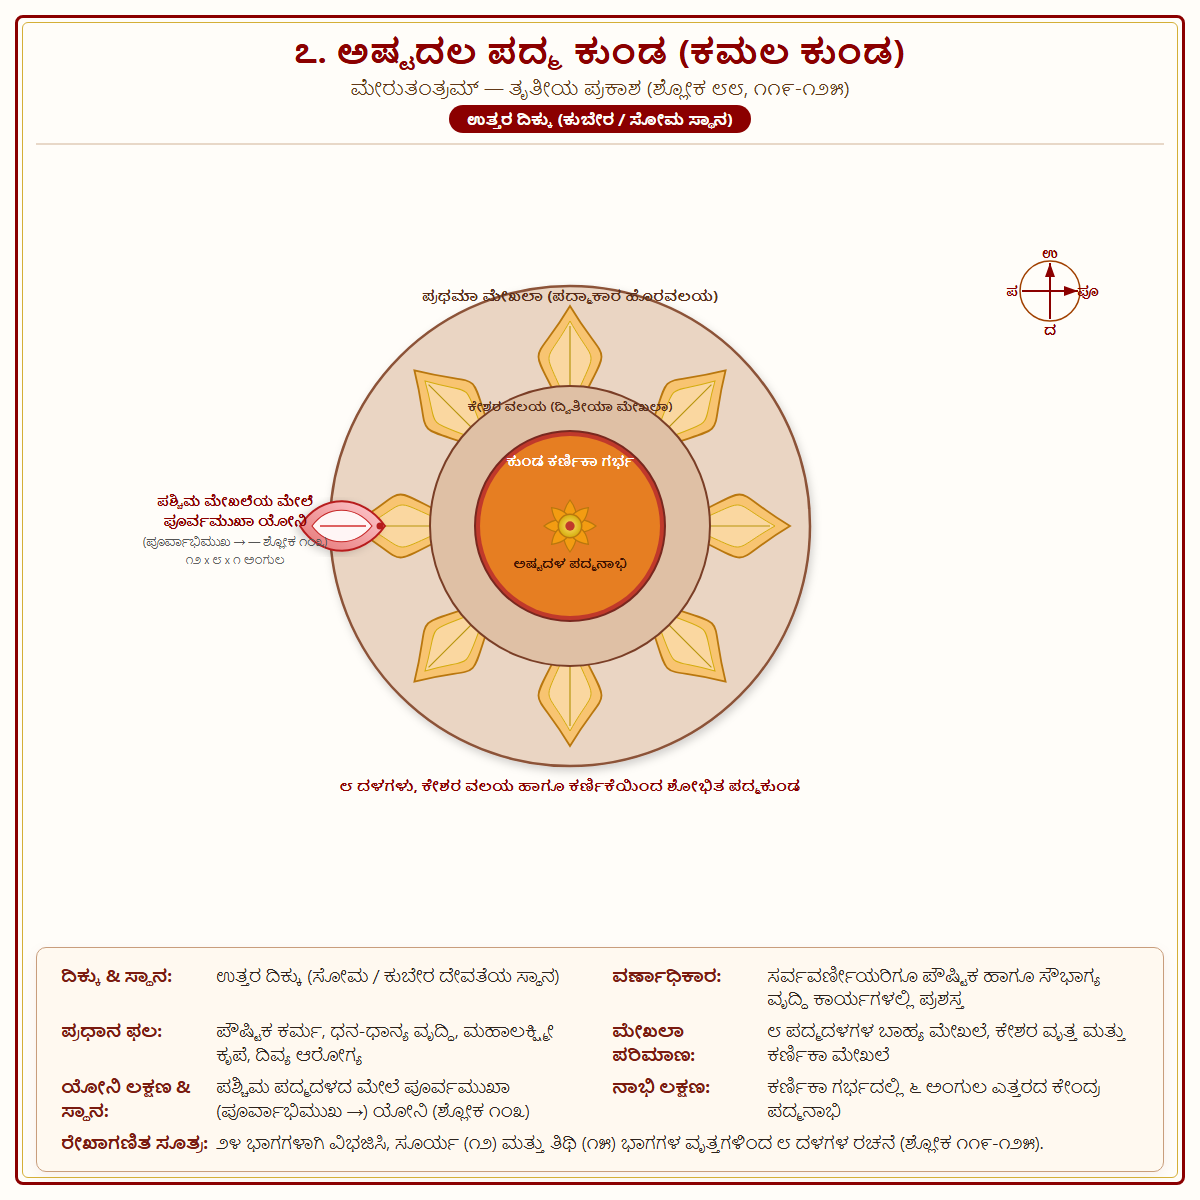 ೭. ಅಷ್ಟದಲ ಪದ್ಮ ಕುಂಡ (ಕಮಲ ಕುಂಡ)
ಮೇರುತಂತ್ರಮ್ — ತೃತೀಯ ಪ್ರಕಾಶ (ಶ್ಲೋಕ ೮೮, ೧೧೯-೧೨೫)
ಉತ್ತರ ದಿಕ್ಕು (ಕುಬೇರ / ಸೋಮ ಸ್ಥಾನ)
ಉ
ಪ
ಪೂ
ದ
ಪ್ರಥಮಾ ಮೇಖಲಾ (ಪದ್ಮಾಕಾರ ಹೊರವಲಯ)
ಕೇಶರ ವಲಯ (ದ್ವಿತೀಯಾ ಮೇಖಲಾ)
ಕುಂಡ ಕರ್ಣಿಕಾ ಗರ್ಭ
ಅಷ್ಟದಳ ಪದ್ಮನಾಭಿ
ಪಶ್ಚಿಮ ಮೇಖಲೆಯ ಮೇಲೆ
ಪೂರ್ವಮುಖಾ ಯೋನಿ
(ಪೂರ್ವಾಭಿಮುಖ → — ಶ್ಲೋಕ ೧೦೩)
೧೨ x ೮ x ೧ ಅಂಗುಲ
೮ ದಳಗಳು, ಕೇಶರ ವಲಯ ಹಾಗೂ ಕರ್ಣಿಕೆಯಿಂದ ಶೋಭಿತ ಪದ್ಮಕುಂಡ
ದಿಕ್ಕು & ಸ್ಥಾನ: ಉತ್ತರ ದಿಕ್ಕು (ಸೋಮ / ಕುಬೇರ ದೇವತೆಯ ಸ್ಥಾನ)
ವರ್ಣಾಧಿಕಾರ: ಸರ್ವವರ್ಣೀಯರಿಗೂ ಪೌಷ್ಟಿಕ ಹಾಗೂ ಸೌಭಾಗ್ಯ
ವೃದ್ಧಿ ಕಾರ್ಯಗಳಲ್ಲಿ ಪ್ರಶಸ್ತ
ಪ್ರಧಾನ ಫಲ: ಪೌಷ್ಟಿಕ ಕರ್ಮ, ಧನ-ಧಾನ್ಯ ವೃದ್ಧಿ, ಮಹಾಲಕ್ಷ್ಮೀ
ಕೃಪೆ, ದಿವ್ಯ ಆರೋಗ್ಯ
ಮೇಖಲಾ ೮ ಪದ್ಮದಳಗಳ ಬಾಹ್ಯ ಮೇಖಲೆ, ಕೇಶರ ವೃತ್ತ ಮತ್ತು
ಪರಿಮಾಣ: ಕರ್ಣಿಕಾ ಮೇಖಲೆ
ಯೋನಿ ಲಕ್ಷಣ & ಪಶ್ಚಿಮ ಪದ್ಮದಳದ ಮೇಲೆ ಪೂರ್ವಮುಖಾ
ಸ್ಥಾನ: (ಪೂರ್ವಾಭಿಮುಖ →) ಯೋನಿ (ಶ್ಲೋಕ ೧೦೩)
ನಾಭಿ ಲಕ್ಷಣ: ಕರ್ಣಿಕಾ ಗರ್ಭದಲ್ಲಿ ೬ ಅಂಗುಲ ಎತ್ತರದ ಕೇಂದ್ರ
ಪದ್ಮನಾಭಿ
ರೇಖಾಗಣಿತ ಸೂತ್ರ: ೨೪ ಭಾಗಗಳಾಗಿ ವಿಭಜಿಸಿ, ಸೂರ್ಯ (೧೨) ಮತ್ತು ತಿಥಿ (೧೫) ಭಾಗಗಳ ವೃತ್ತಗಳಿಂದ ೮ ದಳಗಳ ರಚನೆ (ಶ್ಲೋಕ ೧೧೯-೧೨೫).